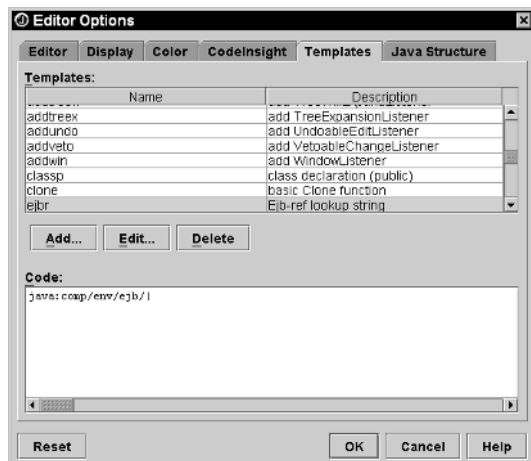 Editor Options
Editor Display Color CodeInsight Templates Java Structure
Templates:
Name Description
addtreex add TreeExpansionListener
addundo add UndoableEditListener
addveto add VetoableChangeListener
addwin add WindowListener
classp class declaration (public)
clone basic Clone function
ejbr Ejb-ref lookup string
Add... Edit... Delete
Code:
java:comp/env/ejb/|
Reset OK Cancel Help